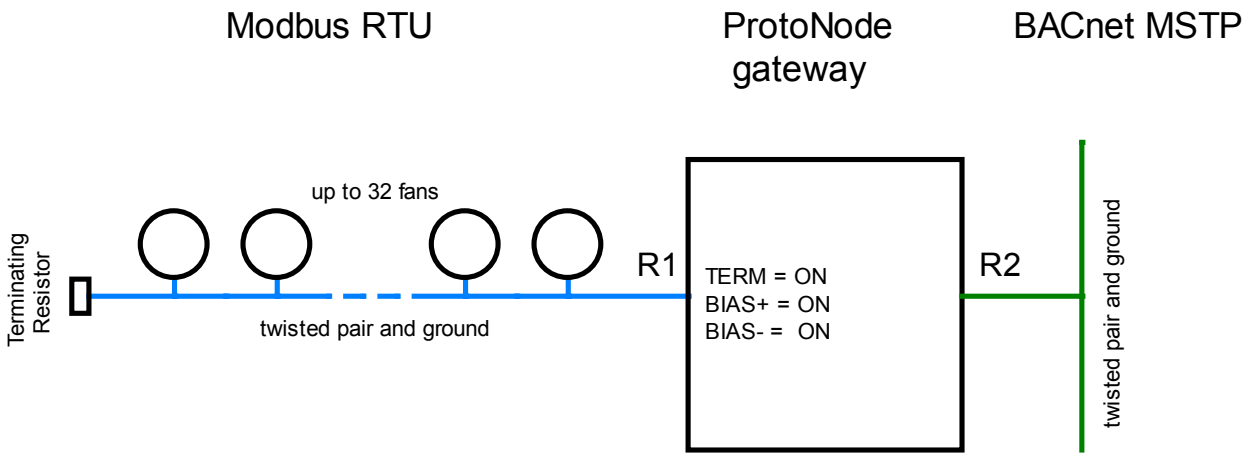 Modbus RTU
ProtoNode
gateway
BACnet MSTP
up to 32 fans
Terminating
Resistor
R1
TERM = ON
BIAS+ = ON
BIAS- = ON
R2
twisted pair and ground
twisted pair and ground